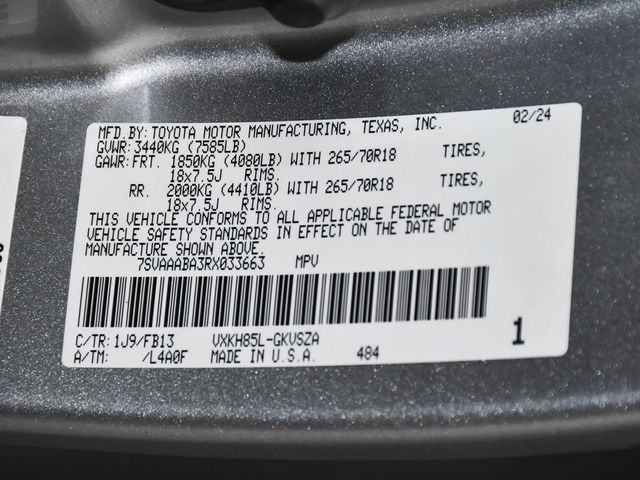 MFD.BY: TOYOTA MOTOR MANUFACTURING, TEXAS, INC. 02/24
GVWR:3440KG (7585LB)
GAWR:FRT. 1850KG (4080LB) WITH 265/70R18 TIRES,
18x7.5J RIMS.
RR. 2000KG (4410LB) WITH 265/70R18 TIRES,
18x7.5J RIMS.
THIS VEHICLE CONFORMS TO ALL APPLICABLE FEDERAL MOTOR
VEHICLE SAFETY STANDARDS IN EFFECT ON THE DATE OF
MANUFACTURE SHOWN ABOVE.
7SVAAABA3RX033663 MPV
C/TR: 1J9/FB13 VXKH85L-GKVSZA 1
A/TM: /L4A0F MADE IN U.S.A. 484